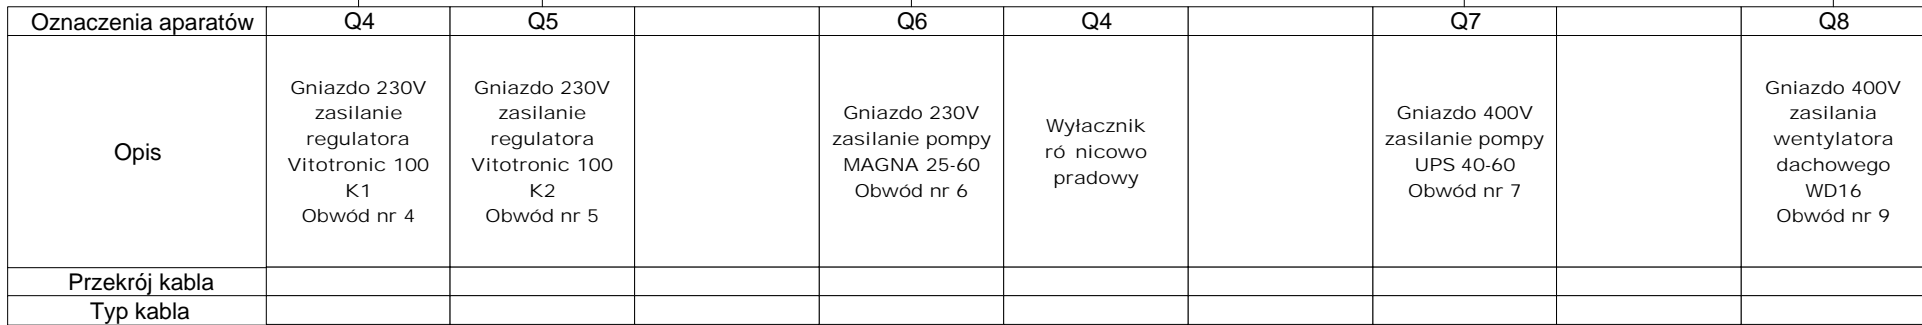 Oznaczenia aparatów Q4 Q5 Q6 Q4 Q7 Q8
Opis
Gniazdo 230V
zasilanie
regulatora
Vitotronic 100
K1
Obwód nr 4
Gniazdo 230V
zasilanie
regulatora
Vitotronic 100
K2
Obwód nr 5
Gniazdo 230V
zasilanie pompy
MAGNA 25-60
Obwód nr 6
Wyłacznik
ró nicowo
pradowy
Gniazdo 400V
zasilanie pompy
UPS 40-60
Obwód nr 7
Gniazdo 400V
zasilania
wentylatora
dachowego
WD16
Obwód nr 9
Przekrój kabla
Typ kabla